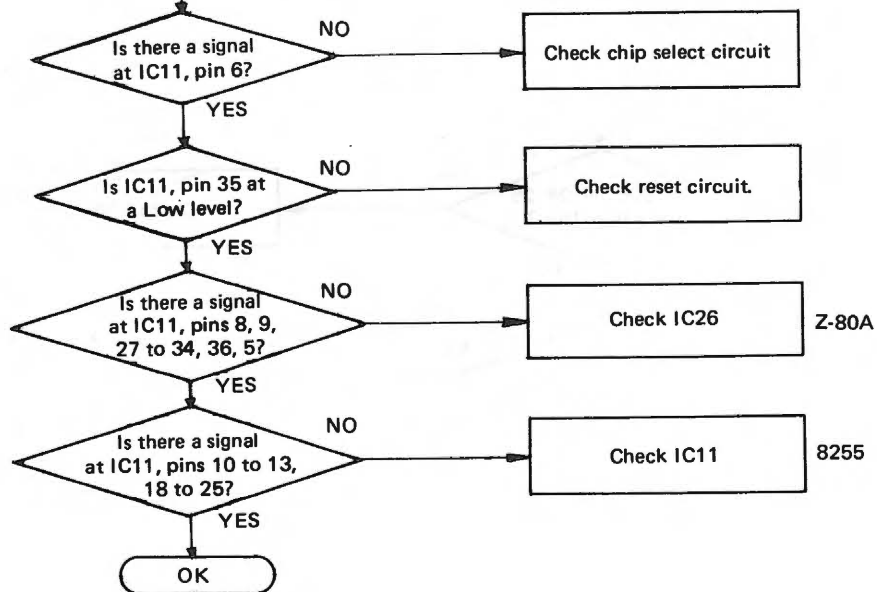 Is there a signal
at IC11, pin 6?
NO
Check chip select circuit
YES
Is IC11, pin 35 at
a Low level?
NO
Check reset circuit.
YES
Is there a signal
at IC11, pins 8, 9,
27 to 34, 36, 5?
NO
Check IC26
Z-80A
YES
Is there a signal
at IC11, pins 10 to 13,
18 to 25?
NO
Check IC11
8255
YES
OK